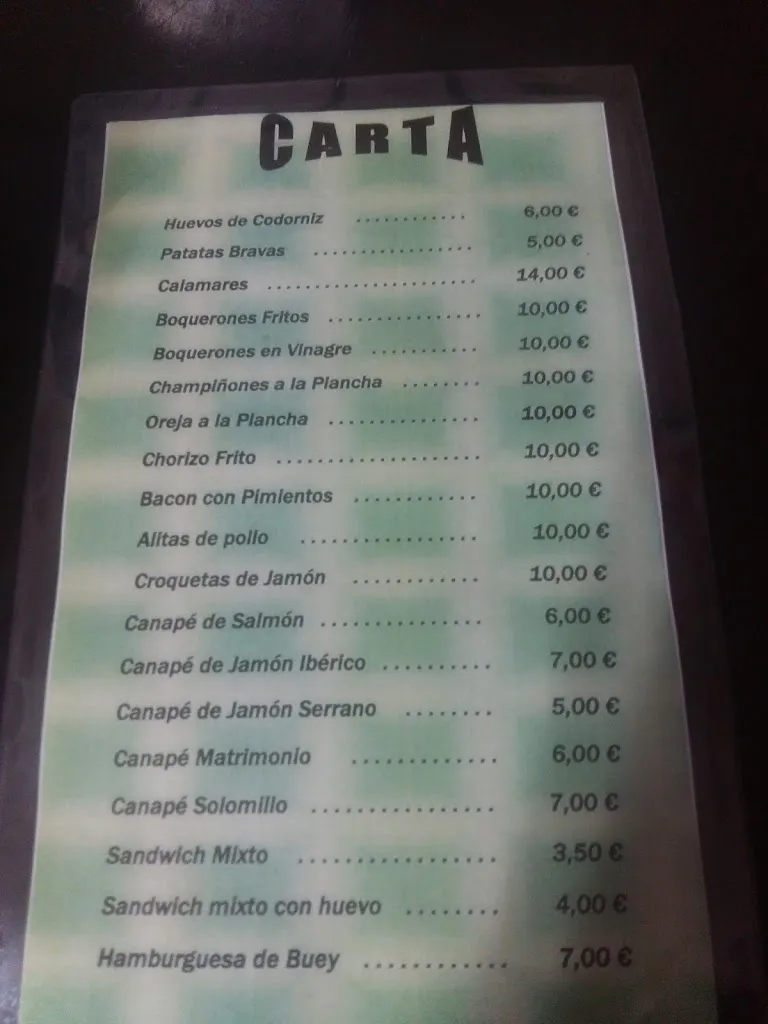 CARTA
Huevos de Codorniz ............ 6,00 €
Patatas Bravas ................. 5,00 €
Calamares ...................... 14,00 €
Boquerones Fritos ................ 10,00 €
Boquerones en Vinagre ........... 10,00 €
Champiñones a la Plancha ........ 10,00 €
Oreja a la Plancha ................ 10,00 €
Chorizo Frito .................... 10,00 €
Bacon con Pimientos ............. 10,00 €
Alitas de pollo .................. 10,00 €
Croquetas de Jamón ............. 10,00 €
Canapé de Salmón ............... 6,00 €
Canapé de Jamón Ibérico .......... 7,00 €
Canapé de Jamón Serrano ........ 5,00 €
Canapé Matrimonio ............. 6,00 €
Canapé Solomillo ................ 7,00 €
Sandwich Mixto ................. 3,50 €
Sandwich mixto con huevo ........ 4,00 €
Hamburguesa de Buey ............ 7,00 €